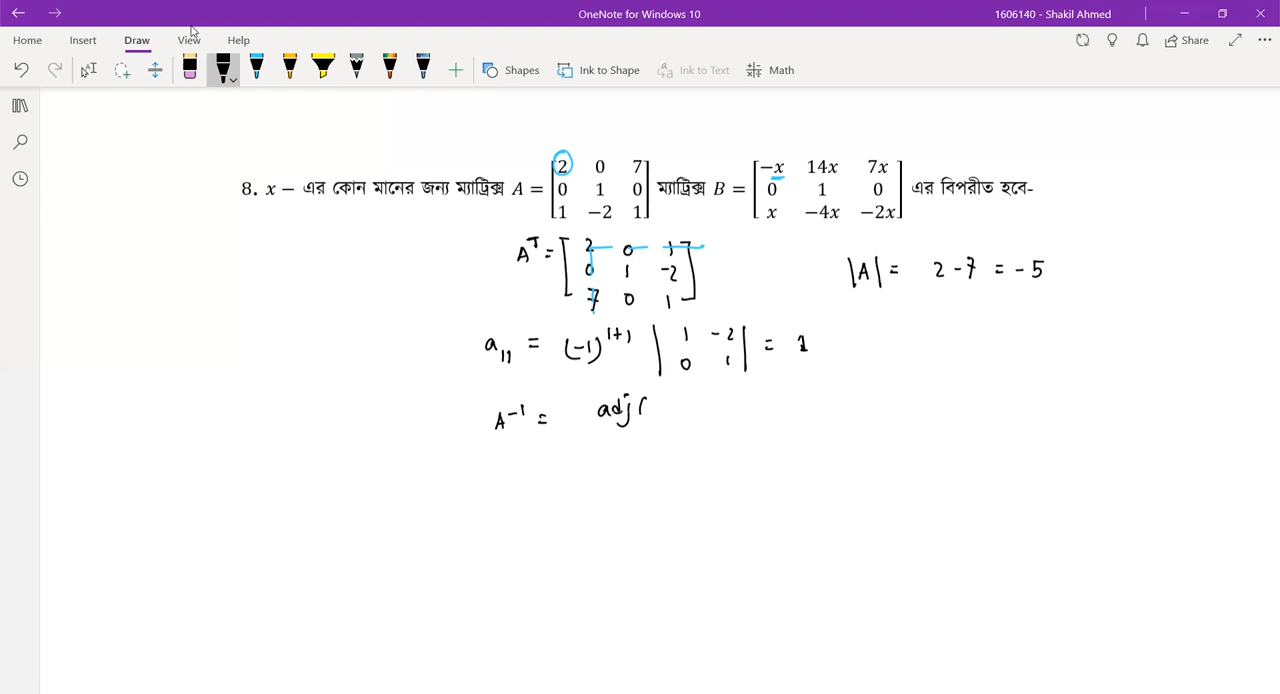 OneNote for Windows 10
1606140 - Shakil Ahmed
Home Insert Draw View Help
Share
Shapes Ink to Shape Ink to Text Math
8. x − এর কোন মানের জন্য ম্যাট্রিক্স A = [2 0 7
0 1 0
1 −2 1] ম্যাট্রিক্স B = [−x 14x 7x
0 1 0
x −4x −2x] এর বিপরীত হবে-
A^T = [2 0 1
0 1 -2
7 0 1]
|A| = 2 - 7 = - 5
a₁₁ = (-1)^1+1 |1 -2
0 1| = 1
A^-1 = adj (